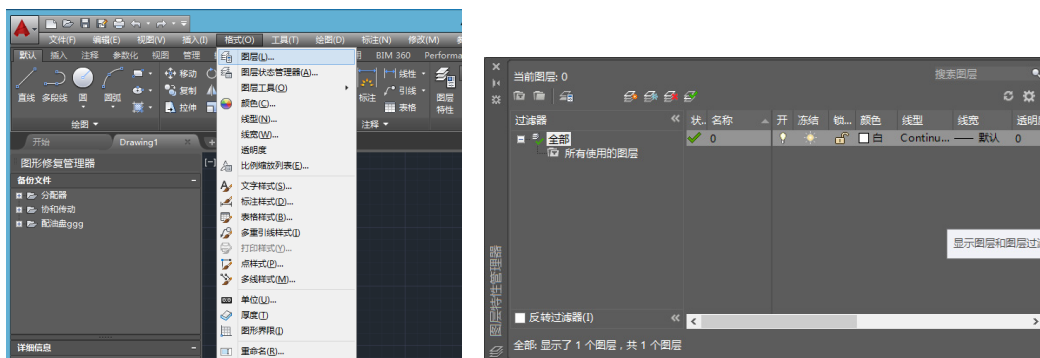 文件(F) 编辑(E) 视图(V) 插入(I) 格式(O) 工具(T) 绘图(D) 标注(N) 修改(M)
默认 插入 注释 参数化 视图 管理 BIM 360 Performa
移动 线性
直线 多段线 圆 圆弧 复制 标注 引线 图层
拉伸 表格 特性
绘图 注释
开始 Drawing1
图形修复管理器
备份文件
分配器
协和传动
配油盘ggg
详细信息
图层(L)...
图层状态管理器(A)...
图层工具(O)
颜色(C)...
线型(N)...
线宽(W)...
透明度
比例缩放列表(E)...
文字样式(S)...
标注样式(D)...
表格样式(B)...
多重引线样式(I)
打印样式(Y)...
点样式(P)...
多线样式(M)...
单位(U)...
厚度(T)
图形界限(I)
重命名(R)...
当前图层: 0 搜索图层
过滤器 状.. 名称 开 冻结 锁... 颜色 线型 线宽 透明
全部 0 白 Continu... 默认 0
所有使用的图层
显示图层和图层过
反转过滤器(I)
全部: 显示了 1 个图层，共 1 个图层
图层特性管理器